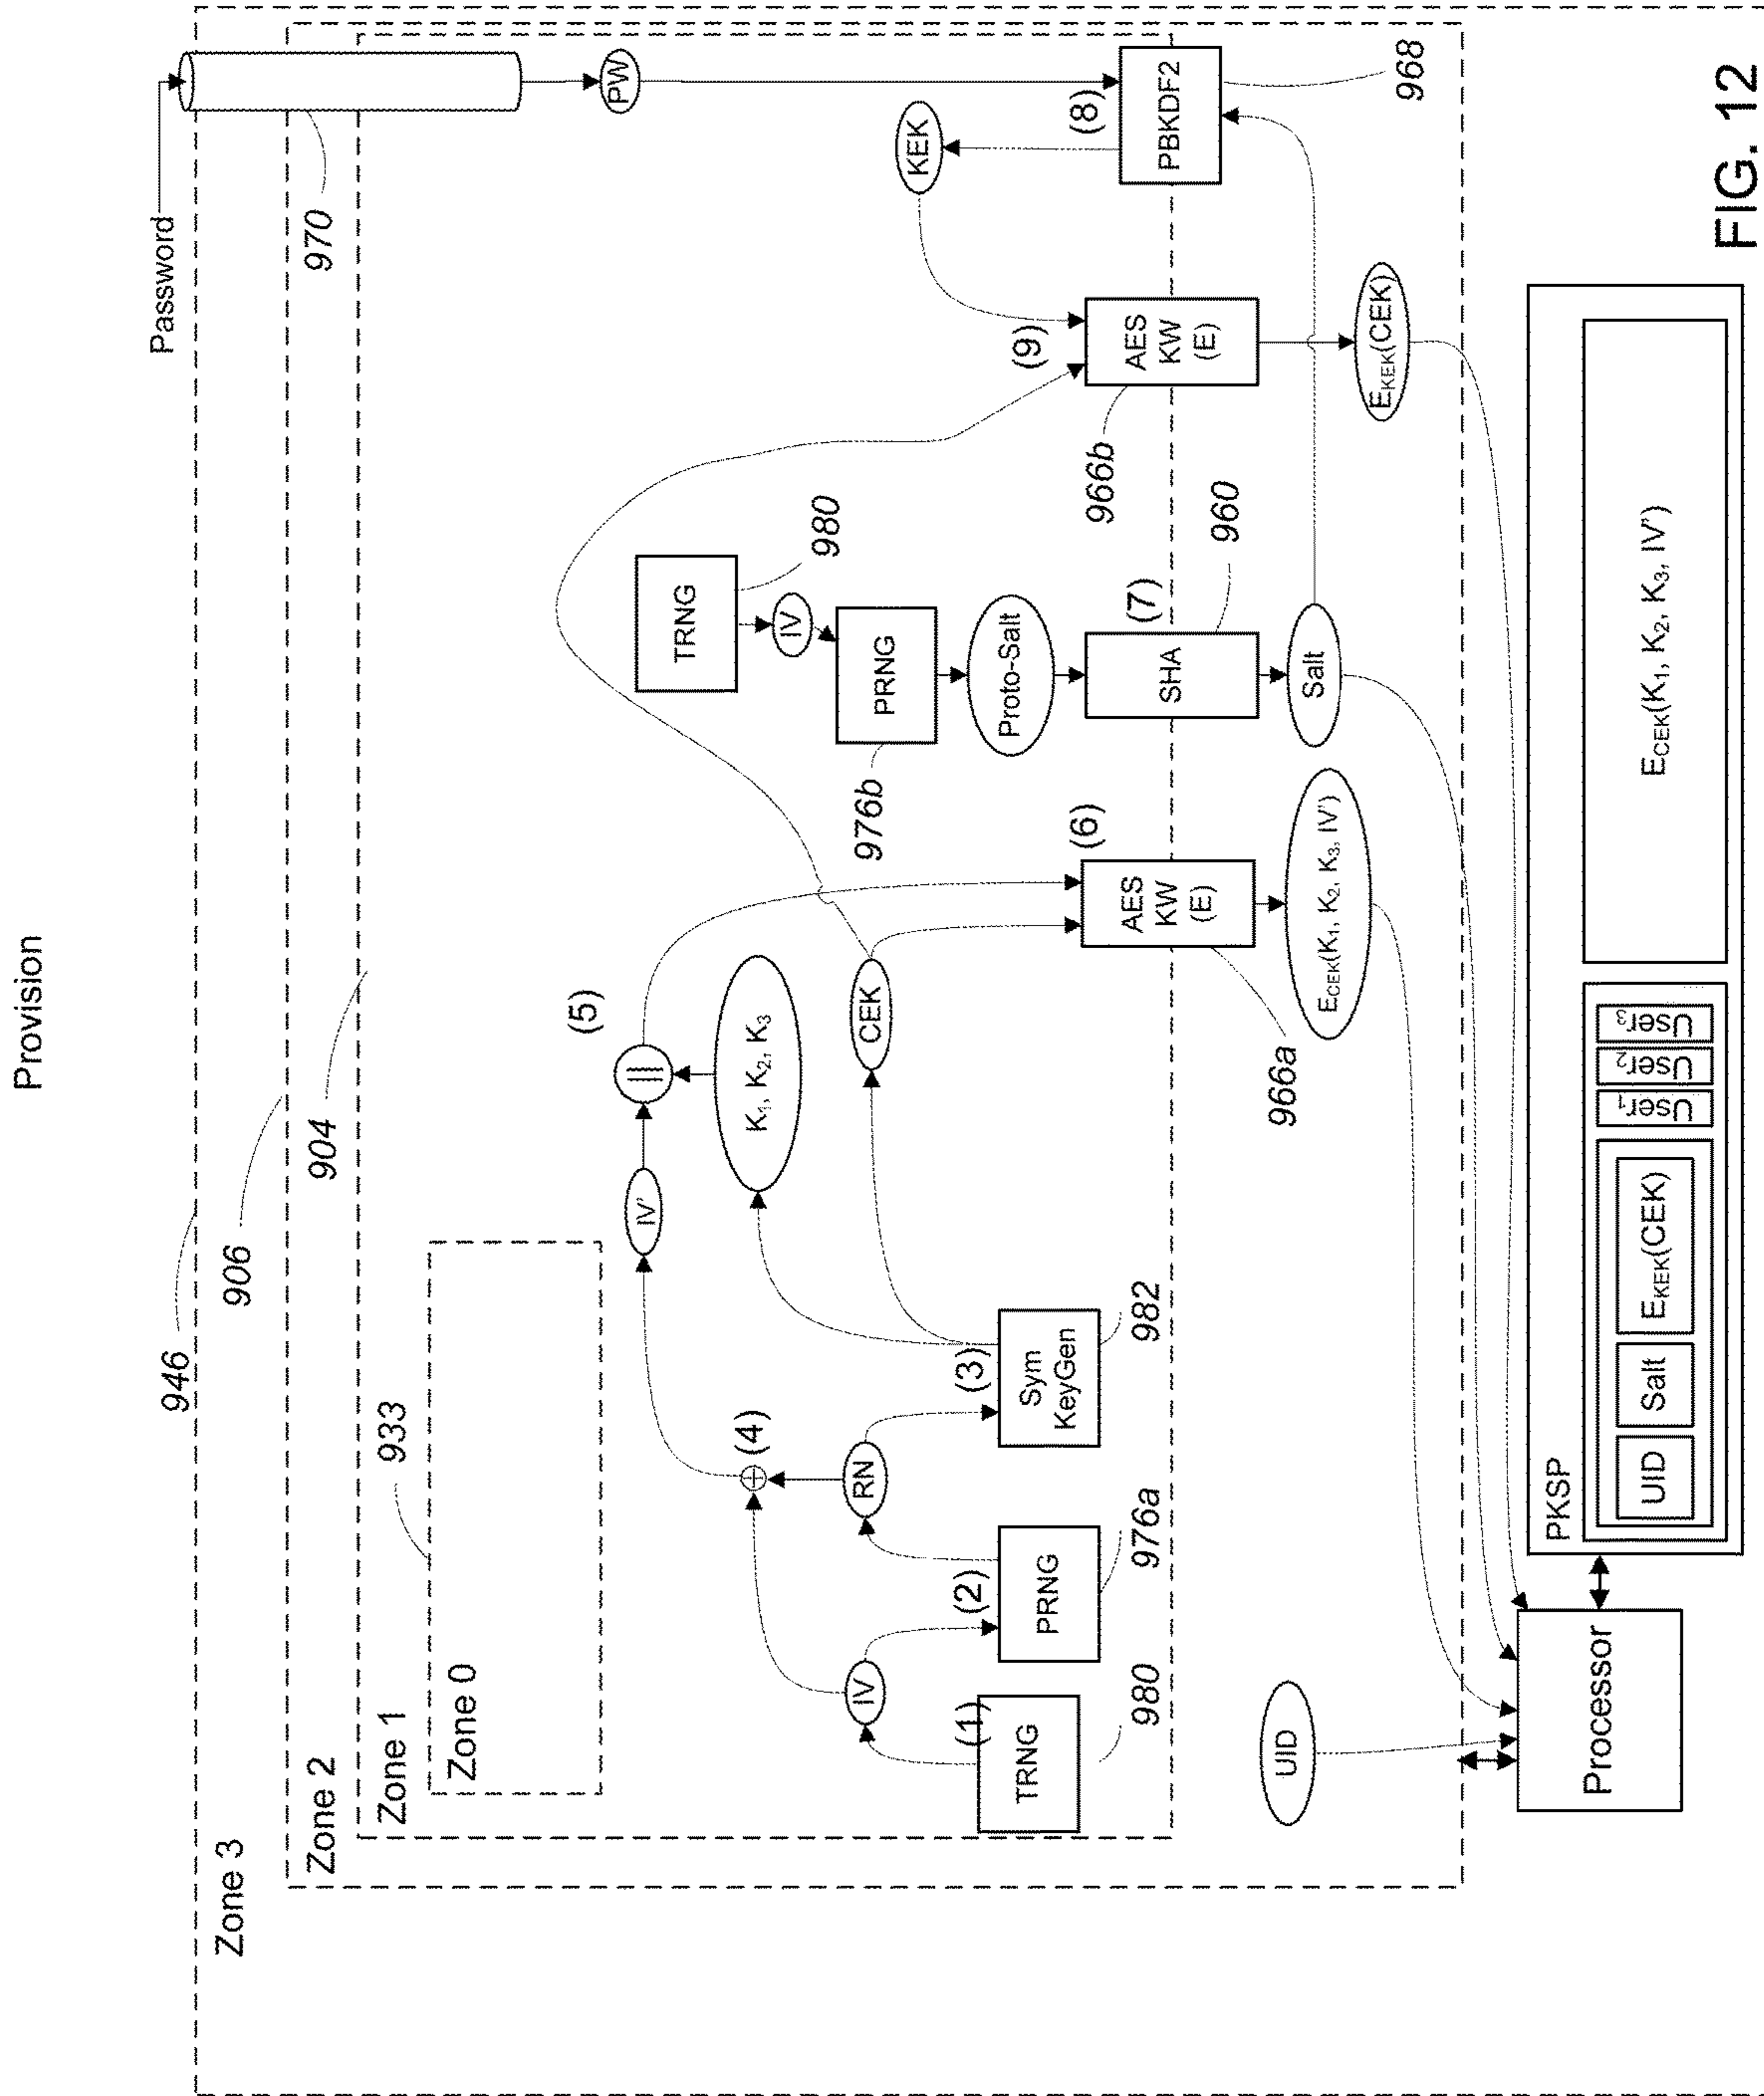 Provision
Password
946
Zone 3
906
970
Zone 2
904
Zone 1
933
Zone 0
(5)
IV'
||
PW
TRNG
980
(4)
K₁, K₂, K₃
IV
IV
RN
CEK
976b
PRNG
KEK
(1)
(2)
(3)
Proto-Salt
(9)
TRNG
PRNG
Sym
KeyGen
(6)
(7)
(8)
980
976a
982
AES
KW
(E)
966b
SHA
AES
KW
(E)
PBKDF2
960
968
966a
UID
E_CEK(K₁, K₂, K₃, IV')
Salt
E_KEK(CEK)
Processor
PKSP
UID
Salt
E_KEK(CEK)
User₁
User₂
User₃
E_CEK(K₁, K₂, K₃, IV')
FIG. 12